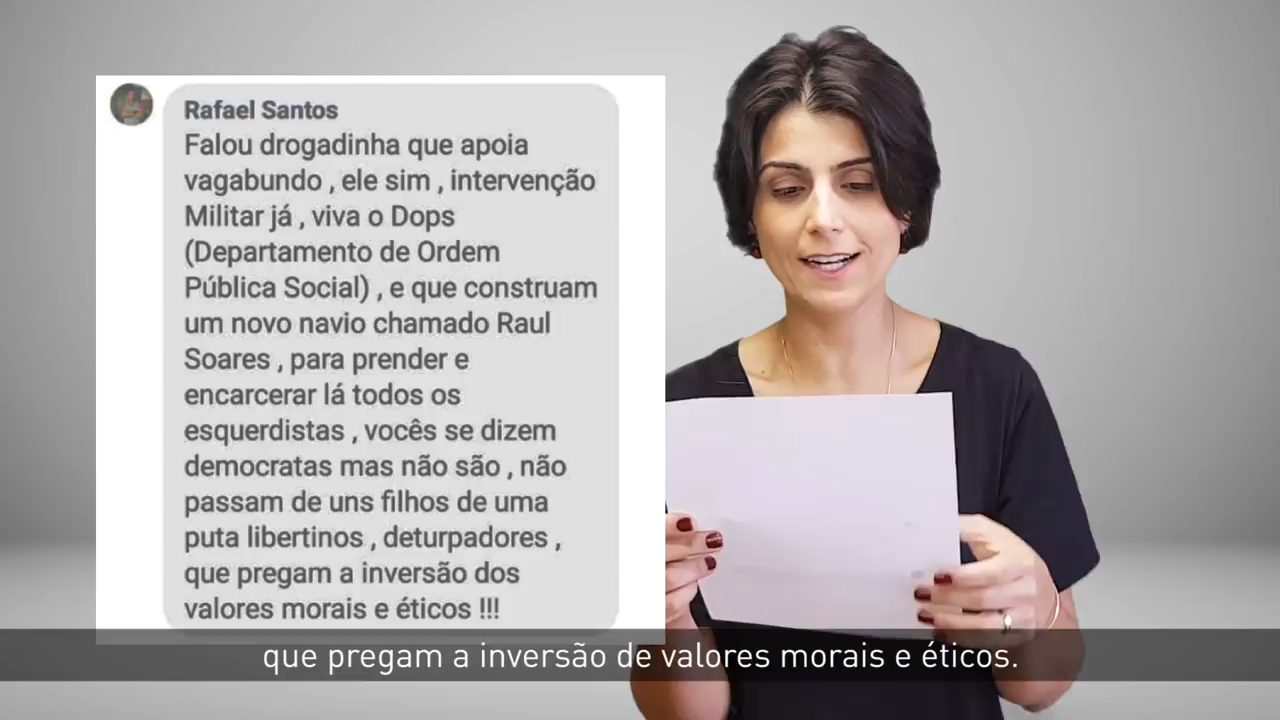 Rafael Santos
Falou drogadinha que apoia
vagabundo , ele sim , intervenção
Militar já , viva o Dops
(Departamento de Ordem
Pública Social) , e que construam
um novo navio chamado Raul
Soares , para prender e
encarcerar lá todos os
esquerdistas , vocês se dizem
democratas mas não são , não
passam de uns filhos de uma
puta libertinos , deturpadores ,
que pregam a inversão dos
valores morais e éticos !!!
que pregam a inversão de valores morais e éticos.